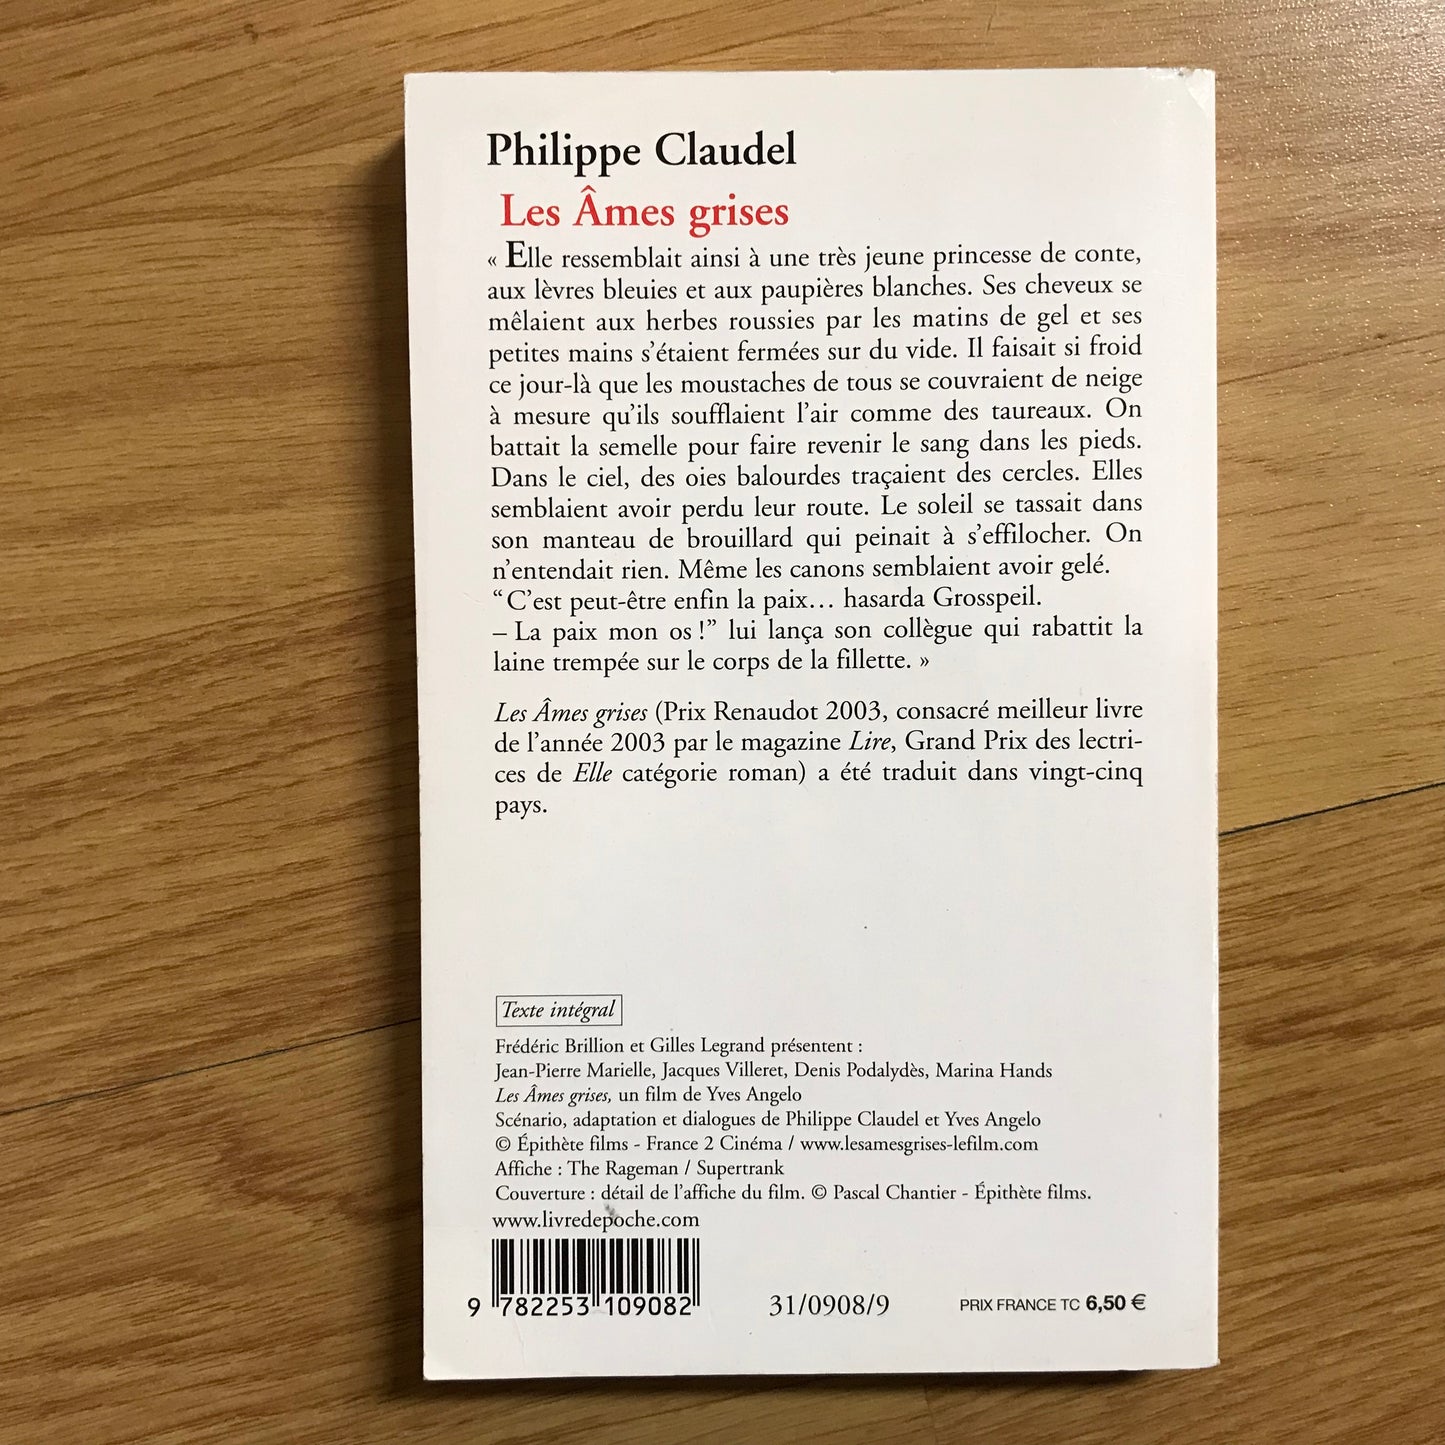 Philippe Claudel
Les Âmes grises
« Elle ressemblait ainsi à une très jeune princesse de conte,
aux lèvres bleuies et aux paupières blanches. Ses cheveux se
mêlaient aux herbes roussies par les matins de gel et ses
petites mains s’étaient fermées sur du vide. Il faisait si froid
ce jour-là que les moustaches de tous se couvraient de neige
à mesure qu’ils soufflaient l’air comme des taureaux. On
battait la semelle pour faire revenir le sang dans les pieds.
Dans le ciel, des oies balourdes traçaient des cercles. Elles
semblaient avoir perdu leur route. Le soleil se tassait dans
son manteau de brouillard qui peinait à s’effilocher. On
n’entendait rien. Même les canons semblaient avoir gelé.
“C’est peut-être enfin la paix… hasarda Grosspeil.
– La paix mon os !” lui lança son collègue qui rabattit la
laine trempée sur le corps de la fillette. »
Les Âmes grises (Prix Renaudot 2003, consacré meilleur livre
de l’année 2003 par le magazine Lire, Grand Prix des lectri-
ces de Elle catégorie roman) a été traduit dans vingt-cinq
pays.
Texte intégral
Frédéric Brillion et Gilles Legrand présentent :
Jean-Pierre Marielle, Jacques Villeret, Denis Podalydès, Marina Hands
Les Âmes grises, un film de Yves Angelo
Scénario, adaptation et dialogues de Philippe Claudel et Yves Angelo
© Épithète films - France 2 Cinéma / www.lesamesgrises-lefilm.com
Affiche : The Rageman / Supertrank
Couverture : détail de l’affiche du film. © Pascal Chantier - Épithète films.
www.livredepoche.com
9 782253 109082 31/0908/9 PRIX FRANCE TC 6,50 €